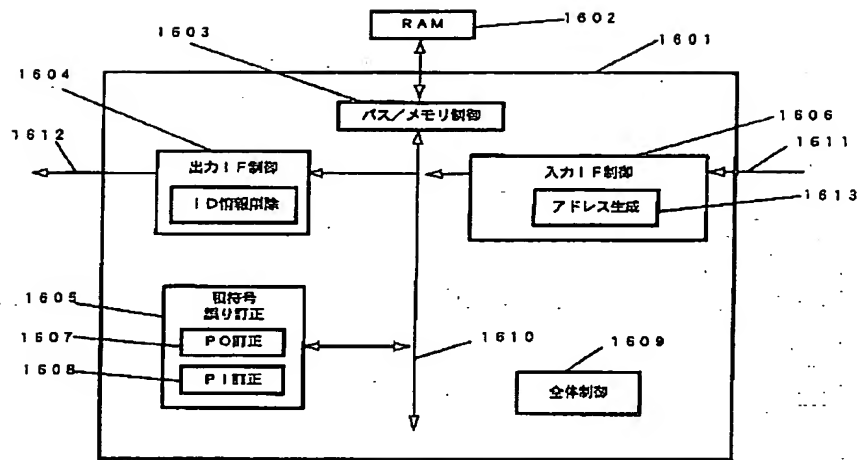 RAM
1602
1603
1601
1604
バス/メモリ制御
1606
1612
1611
出力IF制御
入力IF制御
ID情報削除
アドレス生成
1613
1605
積符号
誤り訂正
1607
PO訂正
1610
1609
1608
PI訂正
全体制御